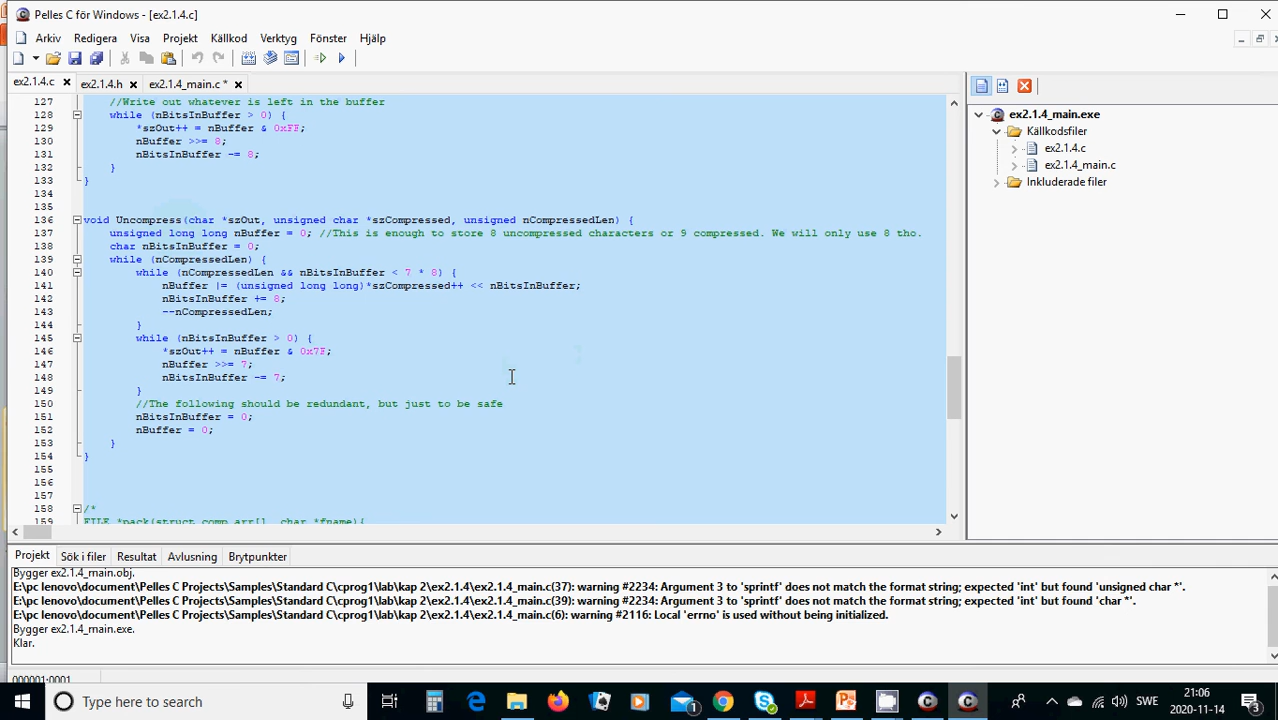 Pelles C för Windows - [ex2.1.4.c]
Arkiv Redigera Visa Projekt Källkod Verktyg Fönster Hjälp
ex2.1.4.c ex2.1.4.h ex2.1.4_main.c *
127 //Write out whatever is left in the buffer
128 while (nBitsInBuffer > 0) {
129 *szOut++ = nBuffer & 0xFF;
130 nBuffer >>= 8;
131 nBitsInBuffer -= 8;
132 }
133 }
134
135
136 void Uncompress(char *szOut, unsigned char *szCompressed, unsigned nCompressedLen) {
137 unsigned long long nBuffer = 0; //This is enough to store 8 uncompressed characters or 9 compressed. We will only use 8 tho.
138 char nBitsInBuffer = 0;
139 while (nCompressedLen) {
140 while (nCompressedLen && nBitsInBuffer < 7 * 8) {
141 nBuffer |= (unsigned long long)*szCompressed++ << nBitsInBuffer;
142 nBitsInBuffer += 8;
143 --nCompressedLen;
144 }
145 while (nBitsInBuffer > 0) {
146 *szOut++ = nBuffer & 0x7F;
147 nBuffer >>= 7;
148 nBitsInBuffer -= 7;
149 }
150 //The following should be redundant, but just to be safe
151 nBitsInBuffer = 0;
152 nBuffer = 0;
153 }
154 }
155
156
157
158 /*
159 FILE *pack(struct comp arr[], char *fname){
ex2.1.4_main.exe
Källkodsfiler
ex2.1.4.c
ex2.1.4_main.c
Inkluderade filer
Projekt Sök i filer Resultat Avlusning Brytpunkter
Bygger ex2.1.4_main.obj.
E:\pc lenovo\document\Pelles C Projects\Samples\Standard C\cprog1\lab\kap 2\ex2.1.4\ex2.1.4_main.c(37): warning #2234: Argument 3 to 'sprintf' does not match the format string; expected 'int' but found 'unsigned char *'.
E:\pc lenovo\document\Pelles C Projects\Samples\Standard C\cprog1\lab\kap 2\ex2.1.4\ex2.1.4_main.c(39): warning #2234: Argument 3 to 'sprintf' does not match the format string; expected 'int' but found 'char *'.
E:\pc lenovo\document\Pelles C Projects\Samples\Standard C\cprog1\lab\kap 2\ex2.1.4\ex2.1.4_main.c(6): warning #2116: Local 'errno' is used without being initialized.
Bygger ex2.1.4_main.exe.
Klar.
000001:0001
Type here to search
1
SWE
21:06
2020-11-14
3